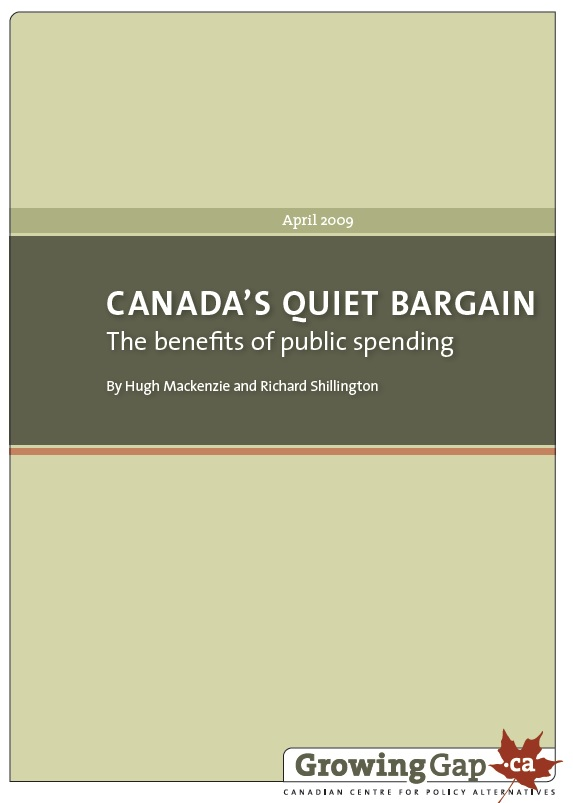 April 2009
CANADA'S QUIET BARGAIN
The benefits of public spending
By Hugh Mackenzie and Richard Shillington
GrowingGap.ca
CANADIAN CENTRE FOR POLICY ALTERNATIVES